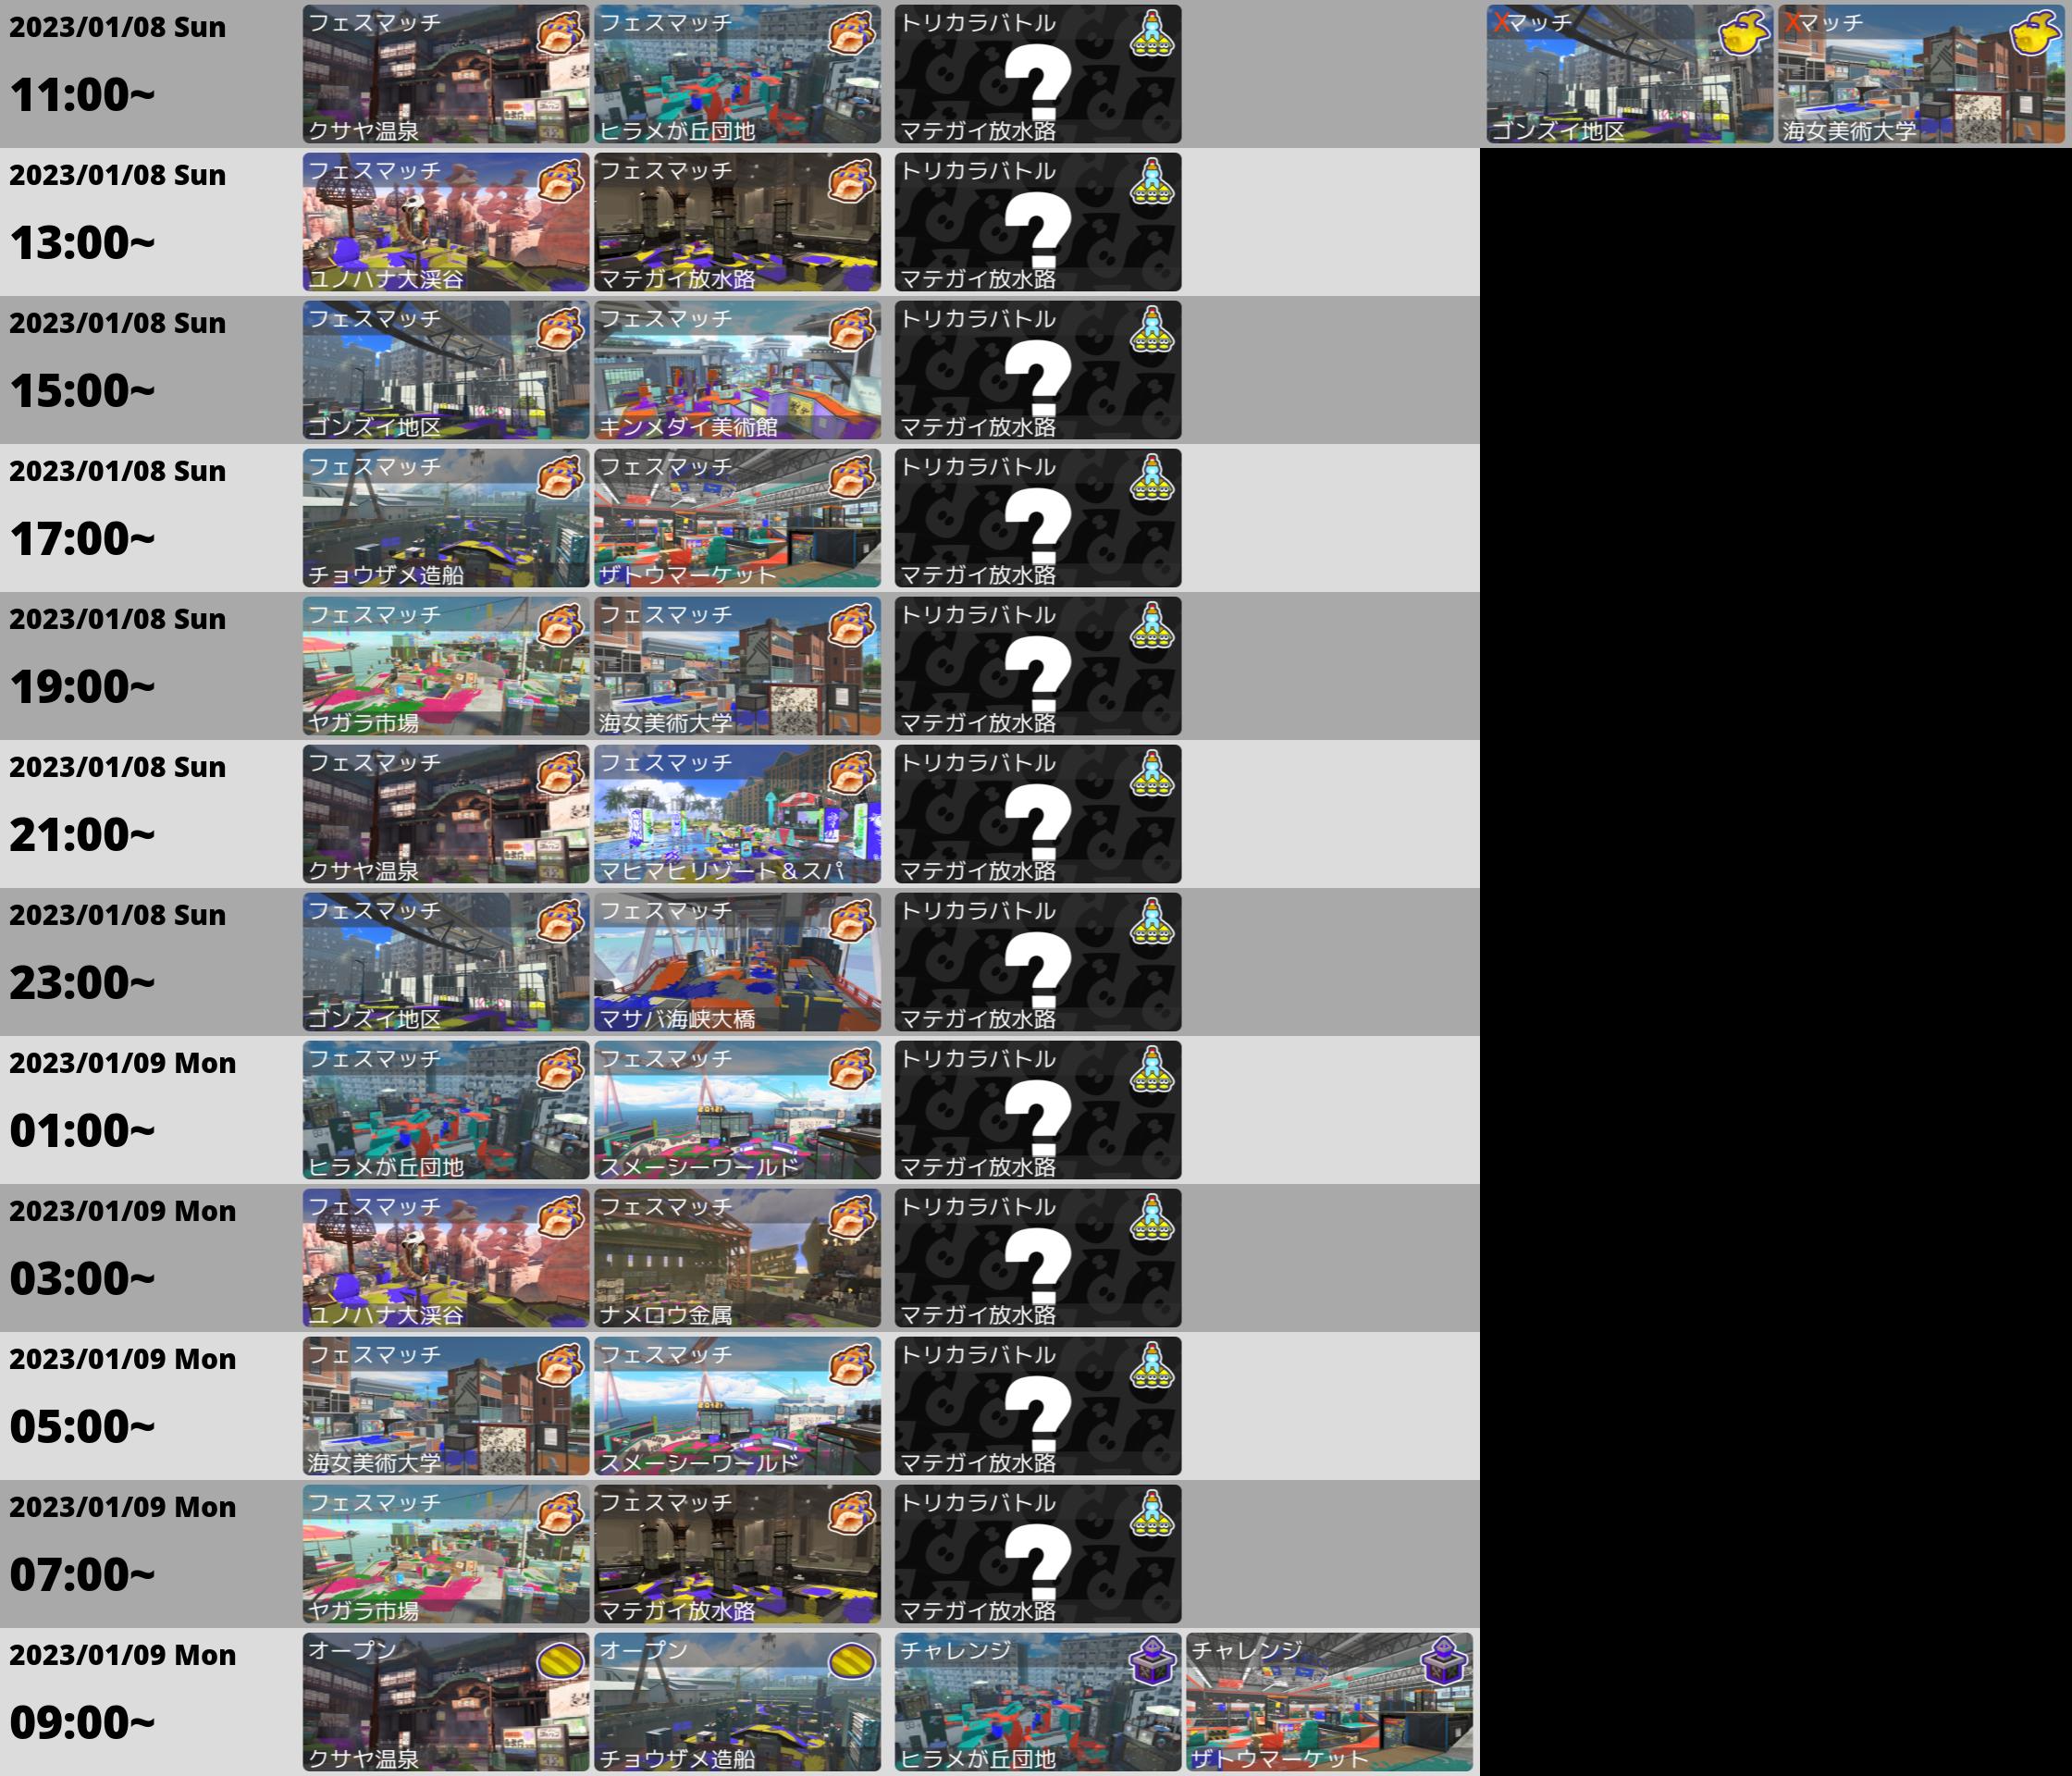 2023/01/08 Sun
11:00~
フェスマッチ
クサヤ温泉
フェスマッチ
ヒラメが丘団地
トリカラバトル
?
マテガイ放水路
Xマッチ
ゴンズイ地区
Xマッチ
海女美術大学
2023/01/08 Sun
13:00~
フェスマッチ
ユノハナ大渓谷
フェスマッチ
マテガイ放水路
トリカラバトル
?
マテガイ放水路
2023/01/08 Sun
15:00~
フェスマッチ
ゴンズイ地区
フェスマッチ
キンメダイ美術館
トリカラバトル
?
マテガイ放水路
2023/01/08 Sun
17:00~
フェスマッチ
チョウザメ造船
フェスマッチ
ザトウマーケット
トリカラバトル
?
マテガイ放水路
2023/01/08 Sun
19:00~
フェスマッチ
ヤガラ市場
フェスマッチ
海女美術大学
トリカラバトル
?
マテガイ放水路
2023/01/08 Sun
21:00~
フェスマッチ
クサヤ温泉
フェスマッチ
マヒマヒリゾート&スパ
トリカラバトル
?
マテガイ放水路
2023/01/08 Sun
23:00~
フェスマッチ
ゴンズイ地区
フェスマッチ
マサバ海峡大橋
トリカラバトル
?
マテガイ放水路
2023/01/09 Mon
01:00~
フェスマッチ
ヒラメが丘団地
フェスマッチ
スメーシーワールド
トリカラバトル
?
マテガイ放水路
2023/01/09 Mon
03:00~
フェスマッチ
ユノハナ大渓谷
フェスマッチ
ナメロウ金属
トリカラバトル
?
マテガイ放水路
2023/01/09 Mon
05:00~
フェスマッチ
海女美術大学
フェスマッチ
スメーシーワールド
トリカラバトル
?
マテガイ放水路
2023/01/09 Mon
07:00~
フェスマッチ
ヤガラ市場
フェスマッチ
マテガイ放水路
トリカラバトル
?
マテガイ放水路
2023/01/09 Mon
09:00~
オープン
クサヤ温泉
オープン
チョウザメ造船
チャレンジ
ヒラメが丘団地
チャレンジ
ザトウマーケット